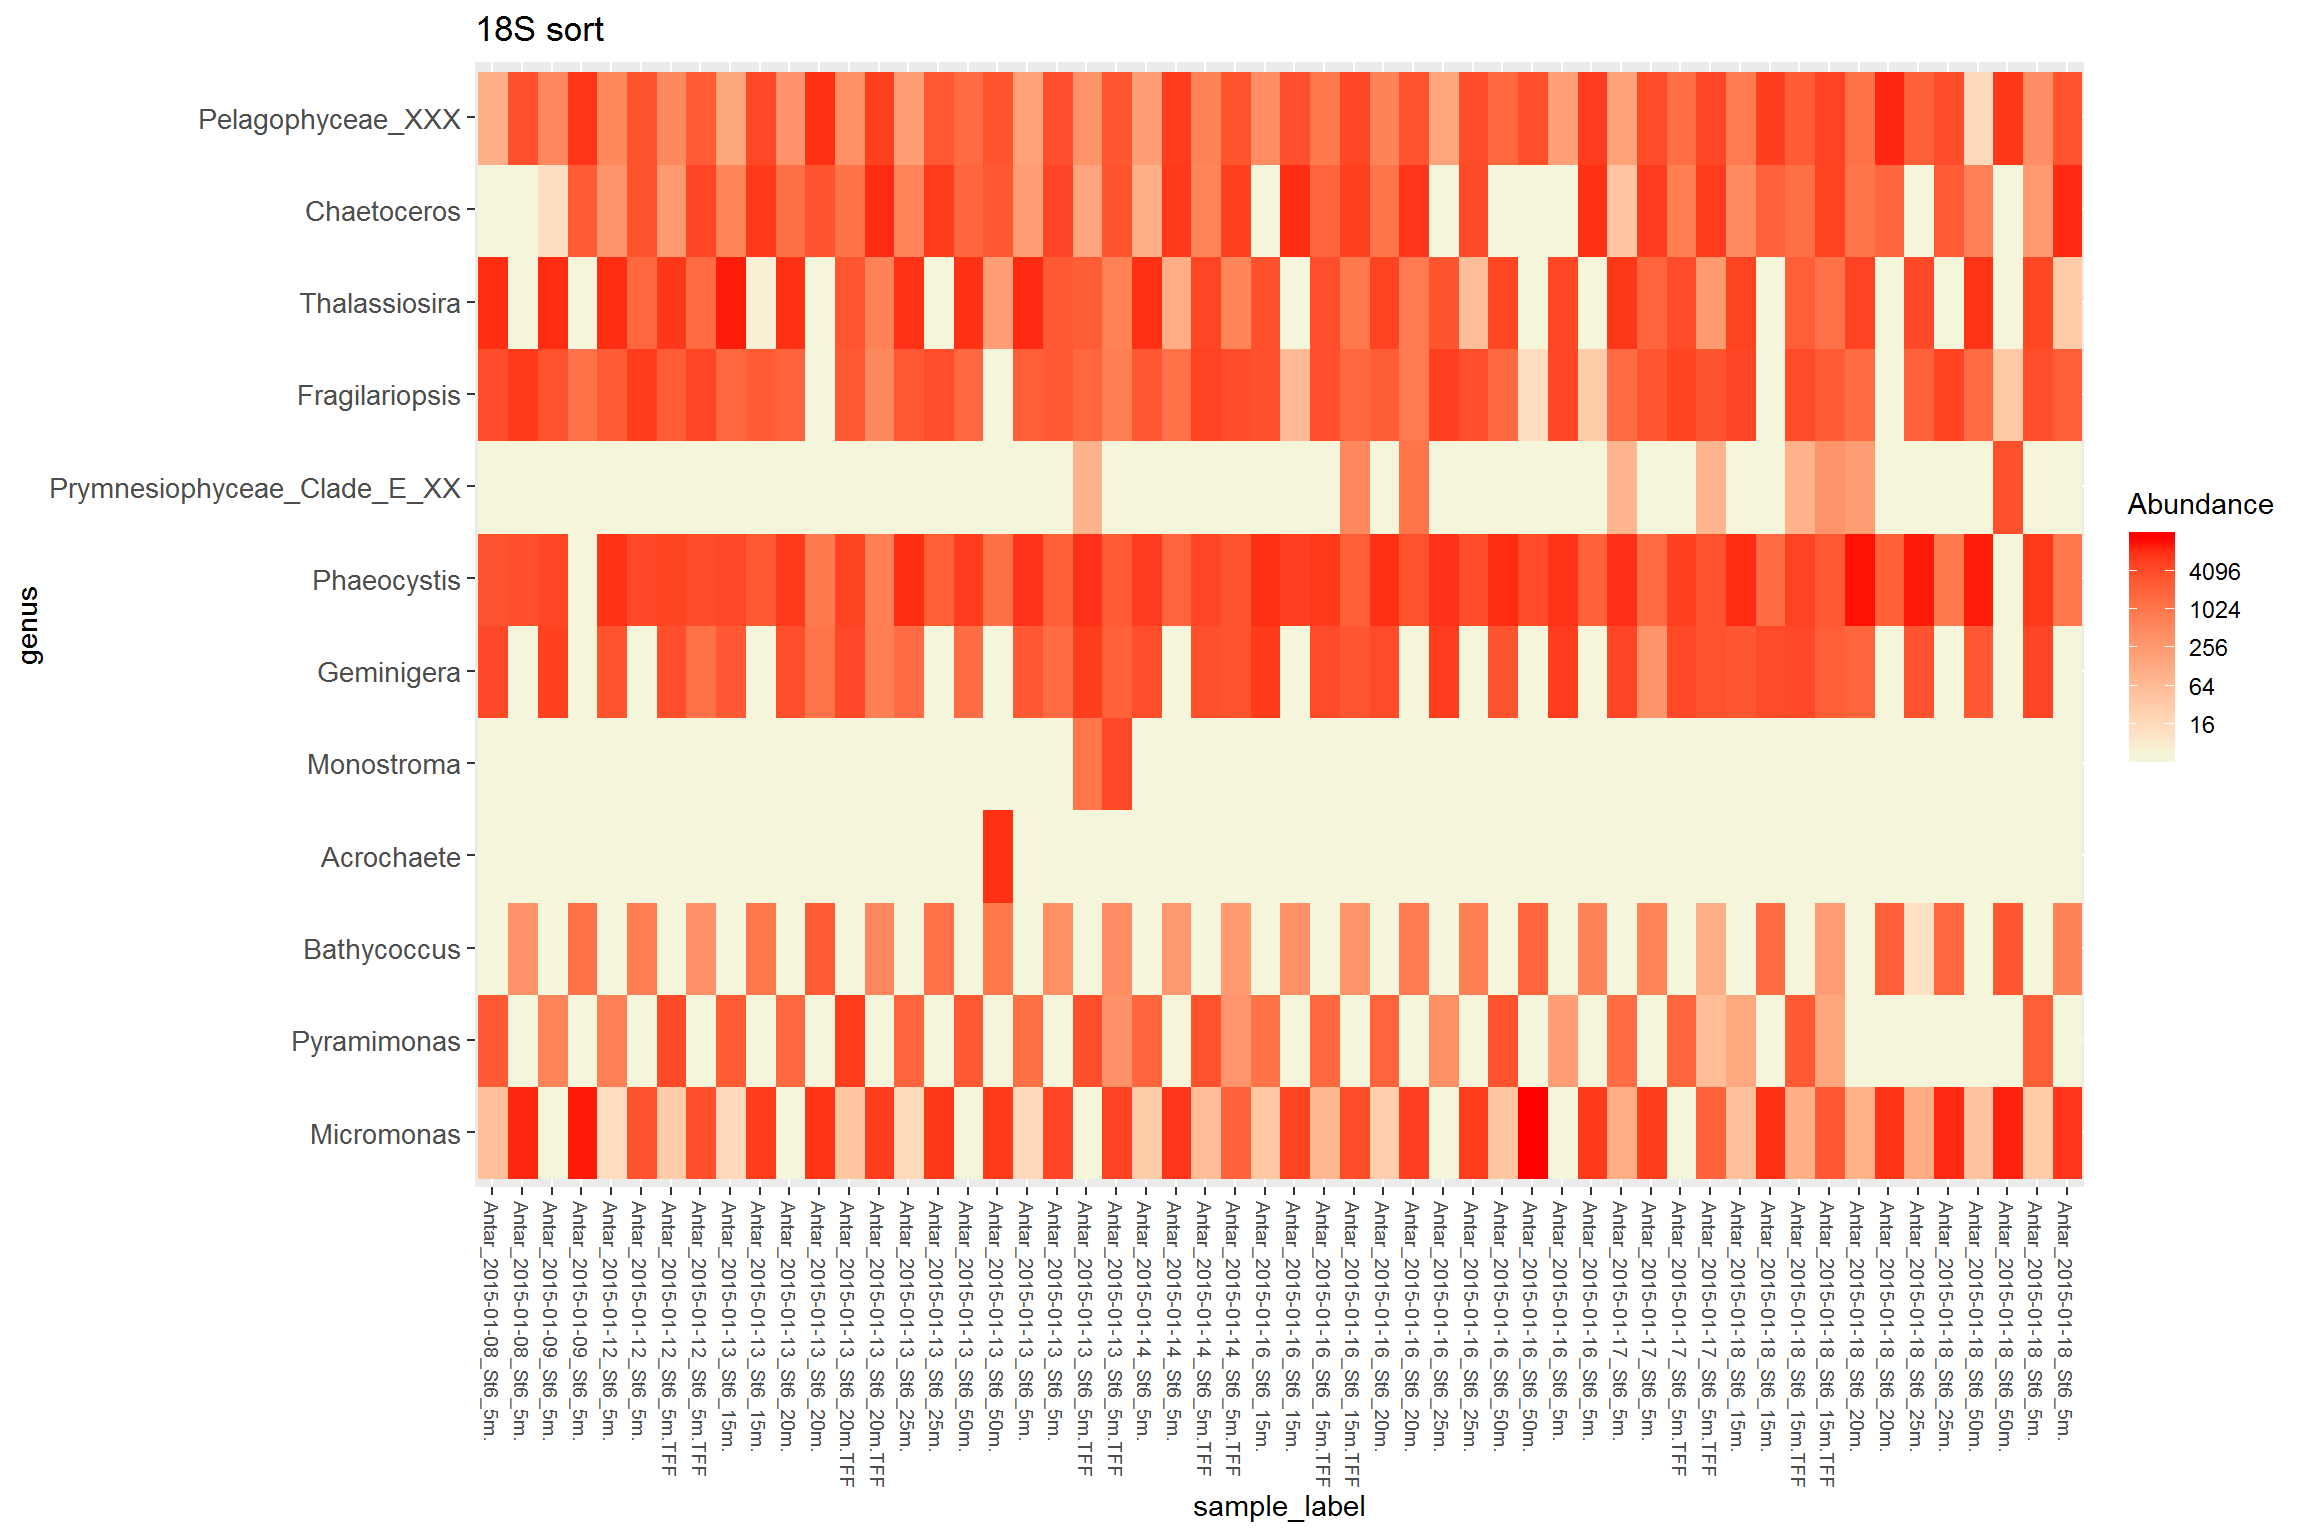 18S sort
genus
Pelagophyceae_XXX
Chaetoceros
Thalassiosira
Fragilariopsis
Prymnesiophyceae_Clade_E_XX
Phaeocystis
Geminigera
Monostroma
Acrochaete
Bathycoccus
Pyramimonas
Micromonas
Antar_2015-01-08_St6_5m.
Antar_2015-01-08_St6_5m.
Antar_2015-01-09_St6_5m.
Antar_2015-01-09_St6_5m.
Antar_2015-01-12_St6_5m.
Antar_2015-01-12_St6_5m.
Antar_2015-01-12_St6_5m.TFF
Antar_2015-01-12_St6_5m.TFF
Antar_2015-01-13_St6_15m.
Antar_2015-01-13_St6_15m.
Antar_2015-01-13_St6_20m.
Antar_2015-01-13_St6_20m.
Antar_2015-01-13_St6_20m.TFF
Antar_2015-01-13_St6_20m.TFF
Antar_2015-01-13_St6_25m.
Antar_2015-01-13_St6_25m.
Antar_2015-01-13_St6_50m.
Antar_2015-01-13_St6_50m.
Antar_2015-01-13_St6_5m.
Antar_2015-01-13_St6_5m.
Antar_2015-01-13_St6_5m.TFF
Antar_2015-01-13_St6_5m.TFF
Antar_2015-01-14_St6_5m.
Antar_2015-01-14_St6_5m.
Antar_2015-01-14_St6_5m.TFF
Antar_2015-01-14_St6_5m.TFF
Antar_2015-01-16_St6_15m.
Antar_2015-01-16_St6_15m.
Antar_2015-01-16_St6_15m.TFF
Antar_2015-01-16_St6_15m.TFF
Antar_2015-01-16_St6_20m.
Antar_2015-01-16_St6_20m.
Antar_2015-01-16_St6_25m.
Antar_2015-01-16_St6_25m.
Antar_2015-01-16_St6_50m.
Antar_2015-01-16_St6_50m.
Antar_2015-01-16_St6_5m.
Antar_2015-01-16_St6_5m.
Antar_2015-01-17_St6_5m.
Antar_2015-01-17_St6_5m.
Antar_2015-01-17_St6_5m.TFF
Antar_2015-01-17_St6_5m.TFF
Antar_2015-01-18_St6_15m.
Antar_2015-01-18_St6_15m.
Antar_2015-01-18_St6_15m.TFF
Antar_2015-01-18_St6_15m.TFF
Antar_2015-01-18_St6_20m.
Antar_2015-01-18_St6_20m.
Antar_2015-01-18_St6_25m.
Antar_2015-01-18_St6_25m.
Antar_2015-01-18_St6_50m.
Antar_2015-01-18_St6_50m.
Antar_2015-01-18_St6_5m.
Antar_2015-01-18_St6_5m.
sample_label
Abundance
4096
1024
256
64
16